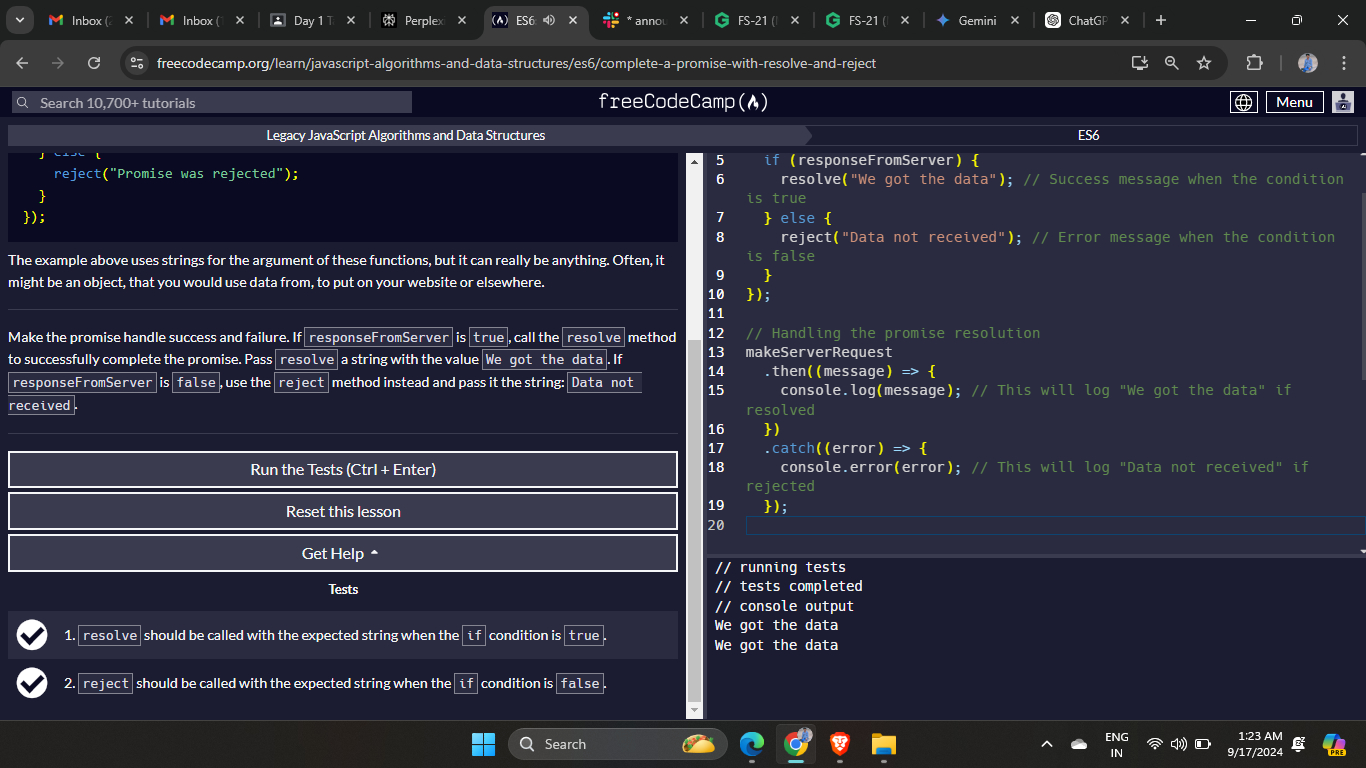 Inbox (2
Inbox (
Day 1 T
Perplex
ES6
* annou
FS-21 (
FS-21 (
Gemini
ChatGP
freecodecamp.org/learn/javascript-algorithms-and-data-structures/es6/complete-a-promise-with-resolve-and-reject
Search 10,700+ tutorials
freeCodeCamp(🔥)
Menu
Legacy JavaScript Algorithms and Data Structures
ES6
} else {
reject("Promise was rejected");
}
});
The example above uses strings for the argument of these functions, but it can really be anything. Often, it
might be an object, that you would use data from, to put on your website or elsewhere.
Make the promise handle success and failure. If responseFromServer is true, call the resolve method
to successfully complete the promise. Pass resolve a string with the value We got the data. If
responseFromServer is false, use the reject method instead and pass it the string: Data not
received.
Run the Tests (Ctrl + Enter)
Reset this lesson
Get Help
Tests
1. resolve should be called with the expected string when the if condition is true.
2. reject should be called with the expected string when the if condition is false.
5 if (responseFromServer) {
6 resolve("We got the data"); // Success message when the condition
is true
7 } else {
8 reject("Data not received"); // Error message when the condition
is false
9 }
10 });
11
12 // Handling the promise resolution
13 makeServerRequest
14 .then((message) => {
15 console.log(message); // This will log "We got the data" if
resolved
16 })
17 .catch((error) => {
18 console.error(error); // This will log "Data not received" if
rejected
19 });
20
// running tests
// tests completed
// console output
We got the data
We got the data
Search
ENG
IN
1:23 AM
9/17/2024
PRE